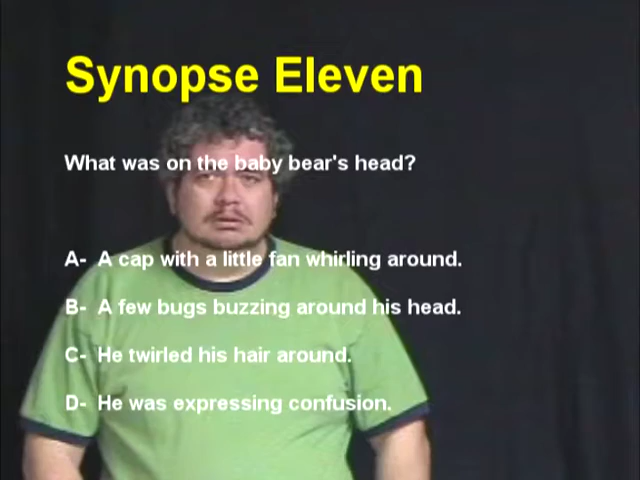 Synopse Eleven
What was on the baby bear's head?
A- A cap with a little fan whirling around.
B- A few bugs buzzing around his head.
C- He twirled his hair around.
D- He was expressing confusion.